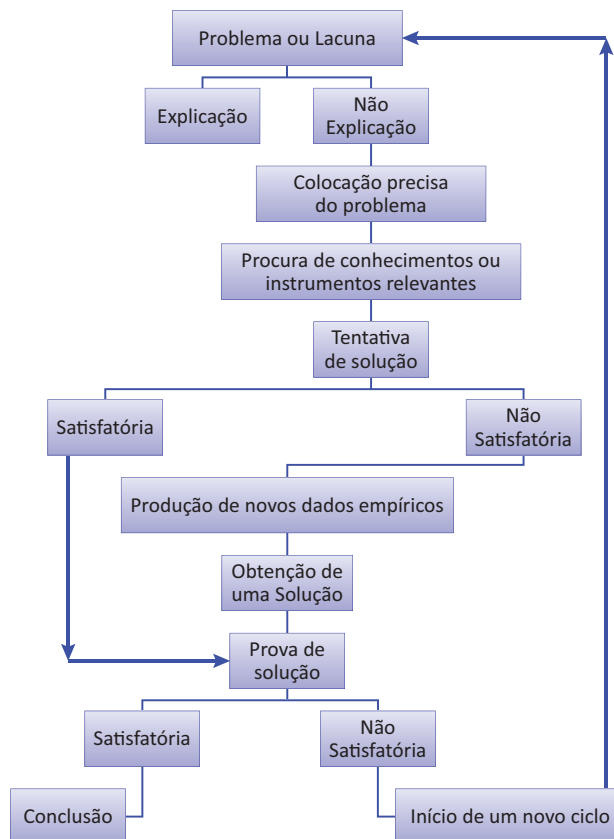 Problema ou Lacuna
Explicação
Não
Explicação
Colocação precisa
do problema
Procura de conhecimentos ou
instrumentos relevantes
Tentativa
de solução
Satisfatória
Não
Satisfatória
Produção de novos dados empíricos
Obtenção de
uma Solução
Prova de
solução
Satisfatória
Não
Satisfatória
Conclusão
Início de um novo ciclo